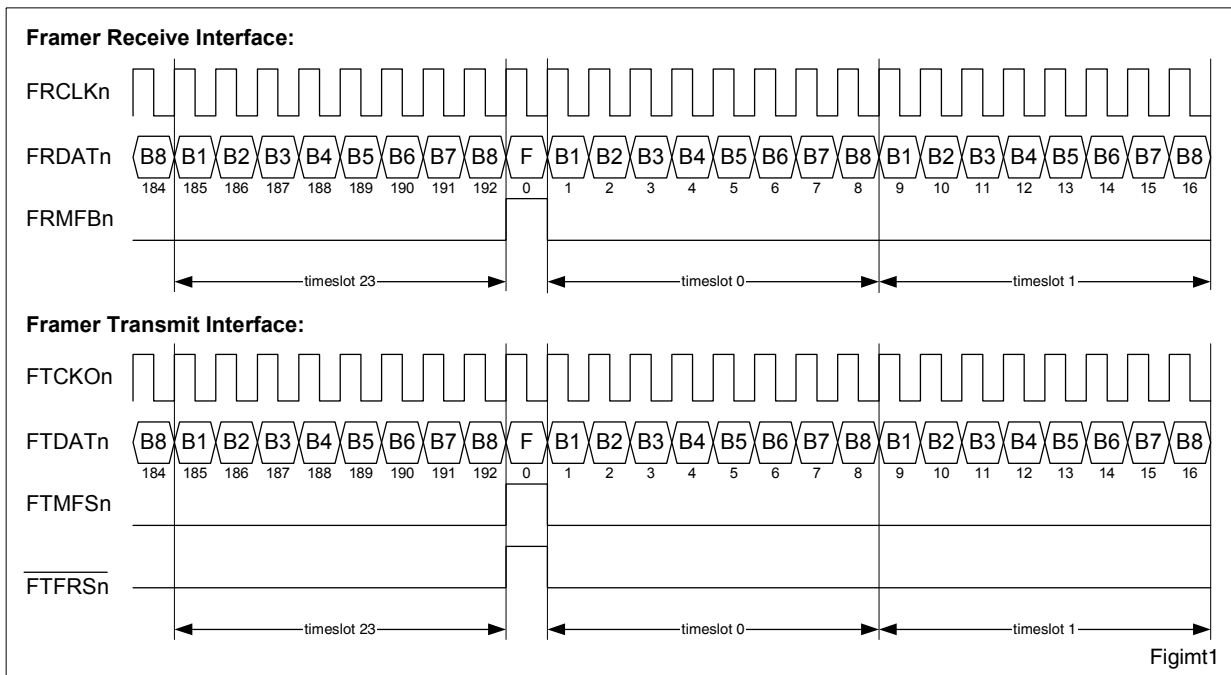 Framer Receive Interface:
FRCLKn
FRDATn B8 B1 B2 B3 B4 B5 B6 B7 B8 F B1 B2 B3 B4 B5 B6 B7 B8 B1 B2 B3 B4 B5 B6 B7 B8
184 185 186 187 188 189 190 191 192 0 1 2 3 4 5 6 7 8 9 10 11 12 13 14 15 16
FRMFBn
timeslot 23 timeslot 0 timeslot 1
Framer Transmit Interface:
FTCKOn
FTDATn B8 B1 B2 B3 B4 B5 B6 B7 B8 F B1 B2 B3 B4 B5 B6 B7 B8 B1 B2 B3 B4 B5 B6 B7 B8
184 185 186 187 188 189 190 191 192 0 1 2 3 4 5 6 7 8 9 10 11 12 13 14 15 16
FTMFSn
FTFRSn
timeslot 23 timeslot 0 timeslot 1
Figimt1